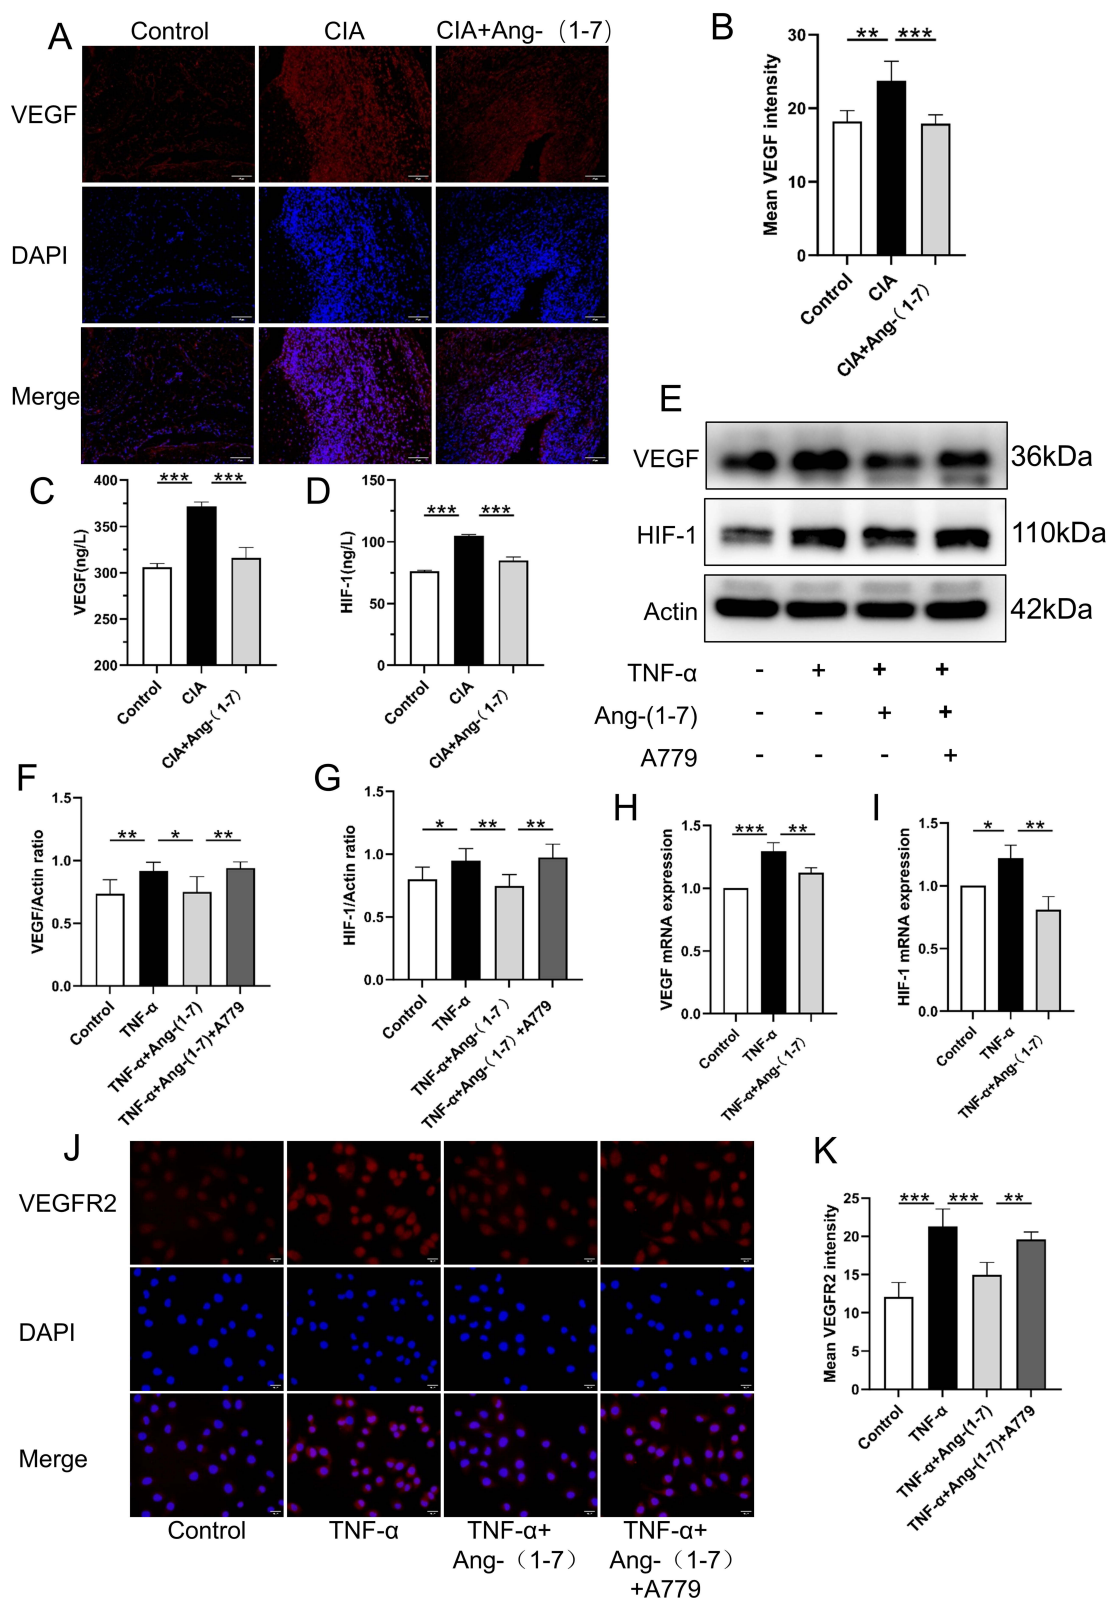 A
Control
CIA
CIA+Ang-（1-7）
VEGF
DAPI
Merge
B
Mean VEGF intensity
30
20
10
0
**
***
Control
CIA
CIA+Ang-（1-7）
C
VEGF(ng/L)
400
350
300
250
200
***
***
Control
CIA
CIA+Ang-（1-7）
D
HIF-1(ng/L)
150
100
50
0
***
***
Control
CIA
CIA+Ang-（1-7）
E
VEGF
36kDa
HIF-1
110kDa
Actin
42kDa
TNF-α - + + +
Ang-(1-7) - - + +
A779 - - - +
F
VEGF/Actin ratio
1.5
1.0
0.5
0.0
**
*
**
Control
TNF-α
TNF-α+Ang-(1-7)
TNF-α+Ang-(1-7)+A779
G
HIF-1/Actin ratio
1.5
1.0
0.5
0.0
*
**
**
Control
TNF-α
TNF-α+Ang-（1-7）
TNF-α+Ang-（1-7）+A779
H
VEGF mRNA expression
1.5
1.0
0.5
0.0
***
**
Control
TNF-α
TNF-α+Ang-（1-7）
I
HIF-1 mRNA expression
1.5
1.0
0.5
0.0
*
**
Control
TNF-α
TNF-α+Ang-（1-7）
J
VEGFR2
DAPI
Merge
Control
TNF-α
TNF-α+
Ang-（1-7）
TNF-α+
Ang-（1-7）
+A779
K
Mean VEGFR2 intensity
25
20
15
10
5
0
***
***
**
Control
TNF-α
TNF-α+Ang-(1-7)
TNF-α+Ang-(1-7)+A779